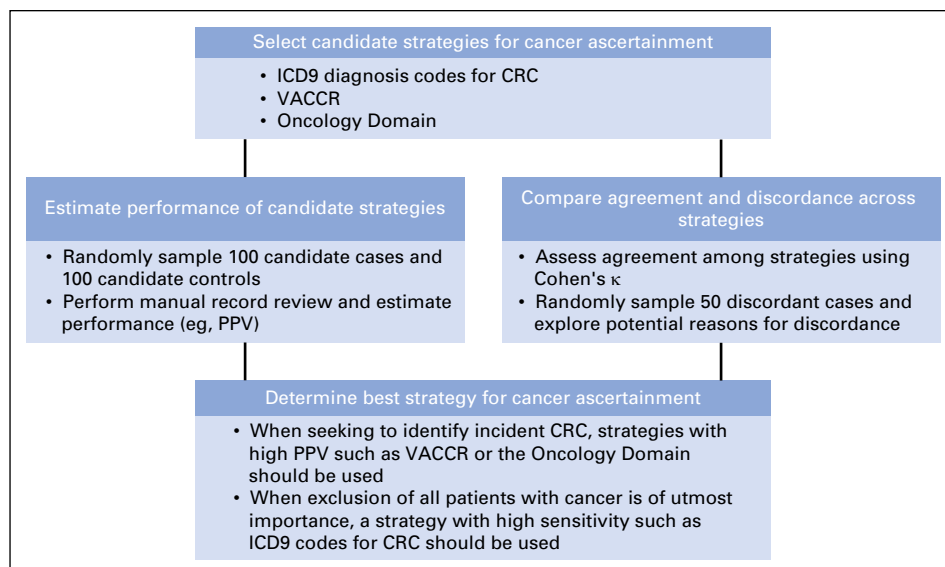 Select candidate strategies for cancer ascertainment
• ICD9 diagnosis codes for CRC
• VACCR
• Oncology Domain
Estimate performance of candidate strategies
• Randomly sample 100 candidate cases and
100 candidate controls
• Perform manual record review and estimate
performance (eg, PPV)
Compare agreement and discordance across
strategies
• Assess agreement among strategies using
Cohen's κ
• Randomly sample 50 discordant cases and
explore potential reasons for discordance
Determine best strategy for cancer ascertainment
• When seeking to identify incident CRC, strategies with
high PPV such as VACCR or the Oncology Domain
should be used
• When exclusion of all patients with cancer is of utmost
importance, a strategy with high sensitivity such as
ICD9 codes for CRC should be used